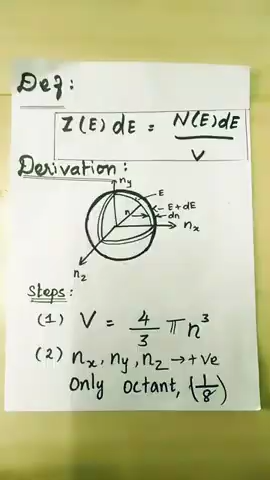 Def:
Z(E)dE = N(E)dE / V
Derivation:
ny
E
E+dE
n
dn
nx
nz
Steps:
(1) V = 4/3 πn³
(2) nx, ny, nz → +ve
Only octant, (1/8)